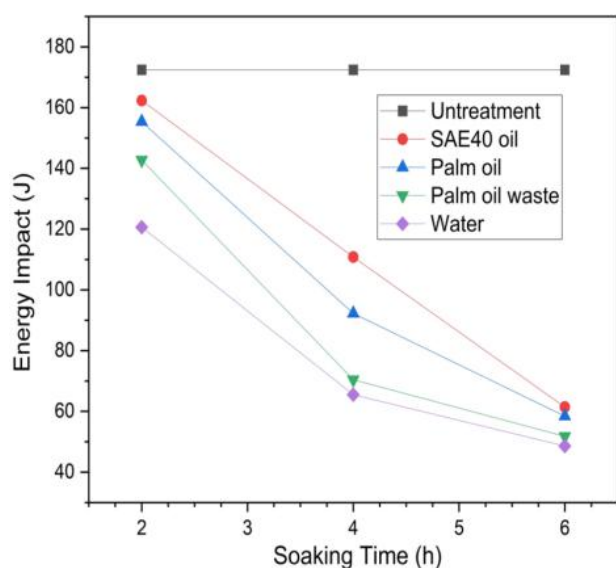 180
160
140
120
100
80
60
40
Energy Impact (J)
Untreatment
SAE40 oil
Palm oil
Palm oil waste
Water
2 3 4 5 6
Soaking Time (h)